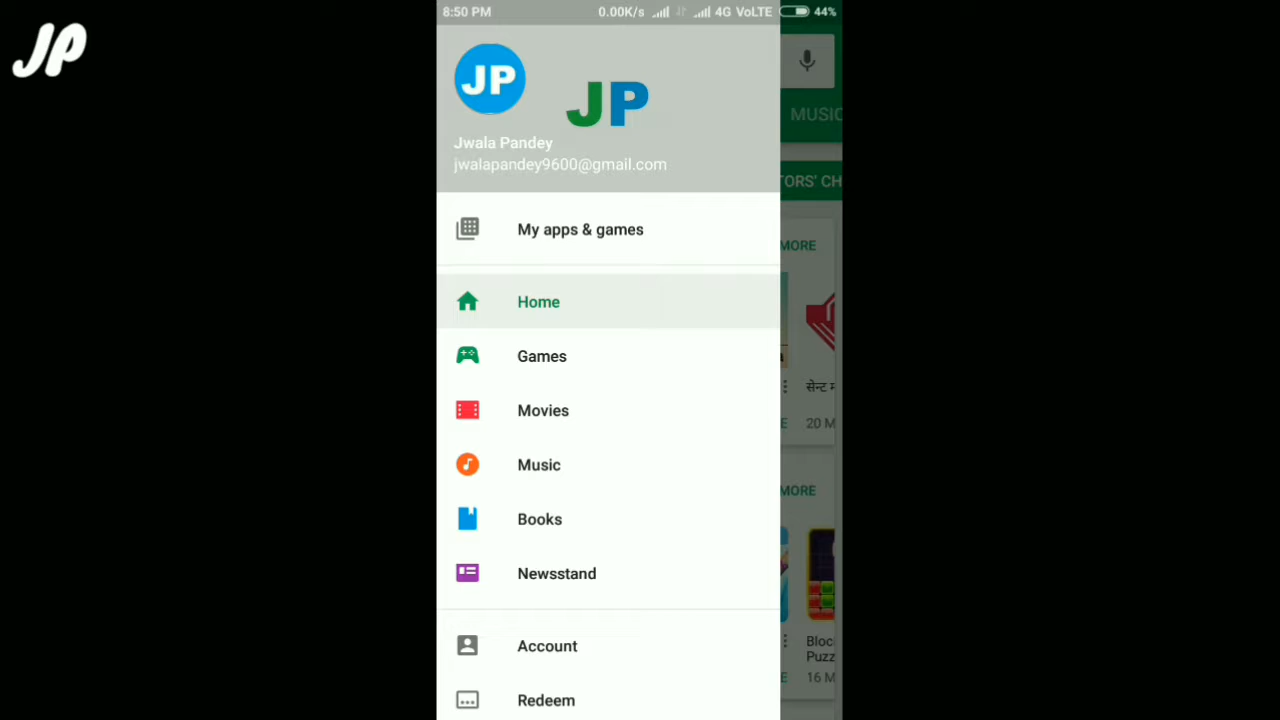 JP
8:50 PM 0.00K/s 4G VoLTE 44%
JP
JP
Jwala Pandey
jwalapandey9600@gmail.com
My apps & games
Home
Games
Movies
Music
Books
Newsstand
Account
Redeem
MUSIC
TORS' CH
MORE
20 M
MORE
Bloc
Puzz
16 M